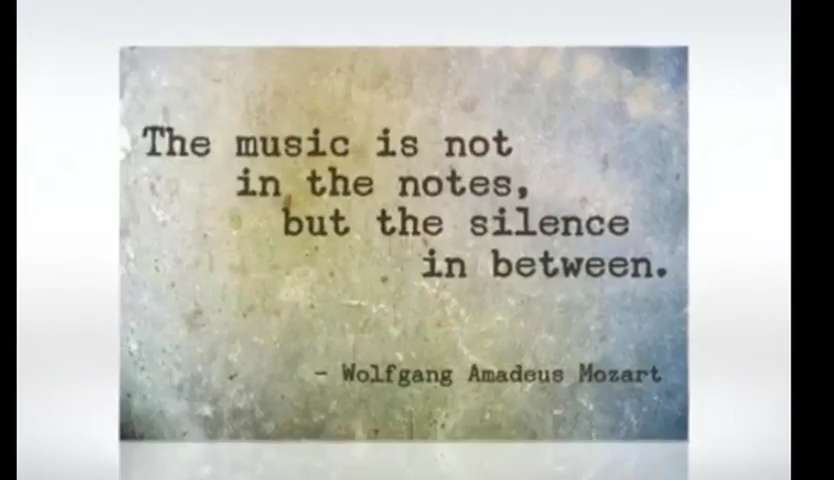 The music is not
in the notes,
but the silence
in between.
- Wolfgang Amadeus Mozart